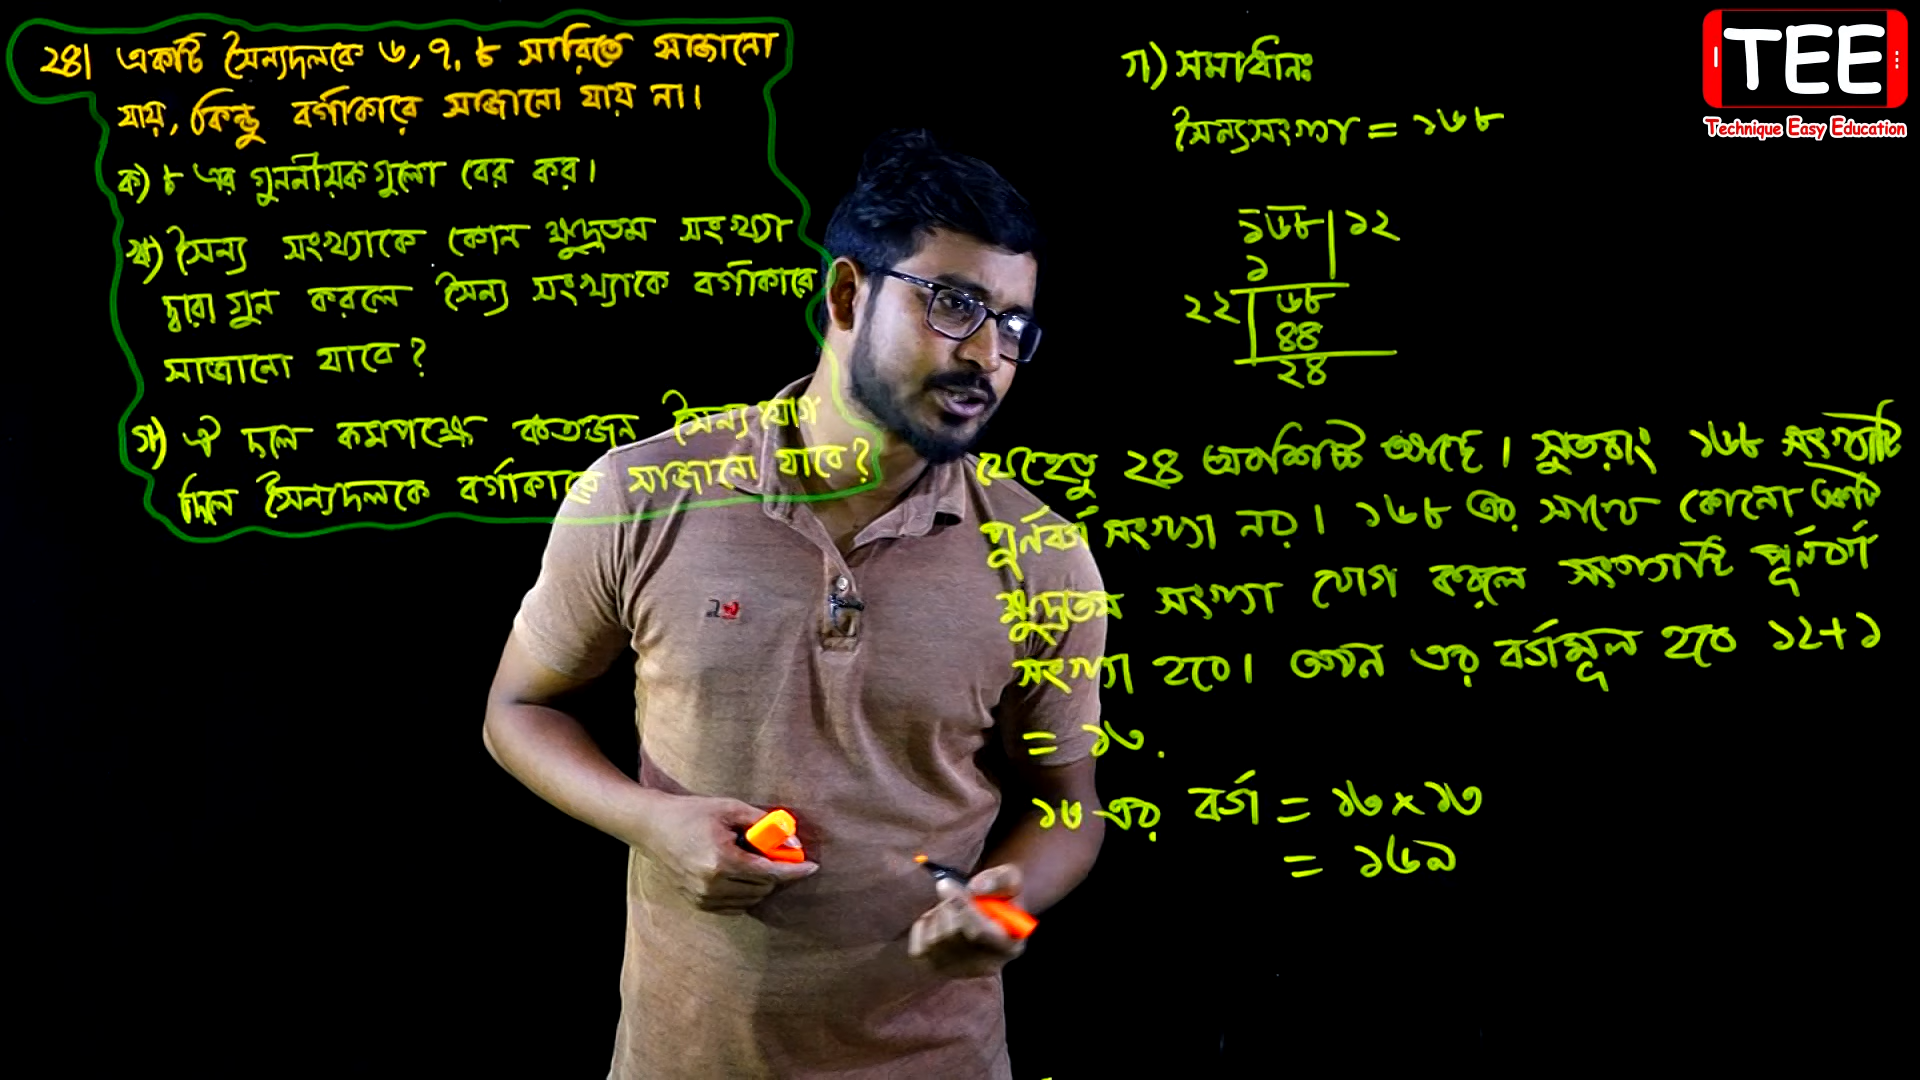 ২৪। একটি সৈন্যদলকে ৬, ৭, ৮ সারিতে সাজানো
যায়, কিন্তু বর্গাকারে সাজানো যায় না।
ক) ৮ এর গুননীয়কগুলো বের কর।
খ) সৈন্য সংখ্যাকে কোন ক্ষুদ্রতম সংখ্যা
দ্বারা গুন করলে সৈন্য সংখ্যাকে বর্গাকারে
সাজানো যাবে?
গ) ঐ দলে কমপক্ষে কতজন সৈন্য যোগ
দিলে সৈন্যদলকে বর্গাকারে সাজানো যাবে?
গ) সমাধানঃ
সৈন্যসংখ্যা = ১৬৮
১৬৮ | ১২
১
২২ | ৬৮
৪৪
২৪
যেহেতু ২৪ অবশিষ্ট আছে। সুতরাং ১৬৮ সংখ্যাটি
পূর্নবর্গ সংখ্যা নয়। ১৬৮ এর সাথে কোনো একটি
ক্ষুদ্রতম সংখ্যা যোগ করলে সংখ্যাটি পূর্নবর্গ
সংখ্যা হবে। তখন এর বর্গমূল হবে ১২+১
= ১৩.
১৩ এর বর্গ = ১৩ × ১৩
= ১৬৯
TEE
Technique Easy Education